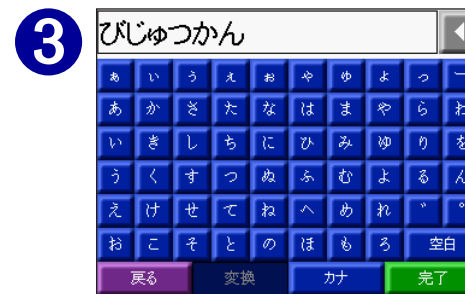 3
びじゅつかん
ぁ ぃ ぅ ぇ ぉ ゃ ゅ ょ っ ー
あ か さ た な は ま や ら わ
い き し ち に ひ み ゆ り を
う く す つ ぬ ふ む よ る ん
え け せ て ね へ め れ ゛ ゜
お こ そ と の ほ も ろ 空白
戻る 変換 カナ 完了